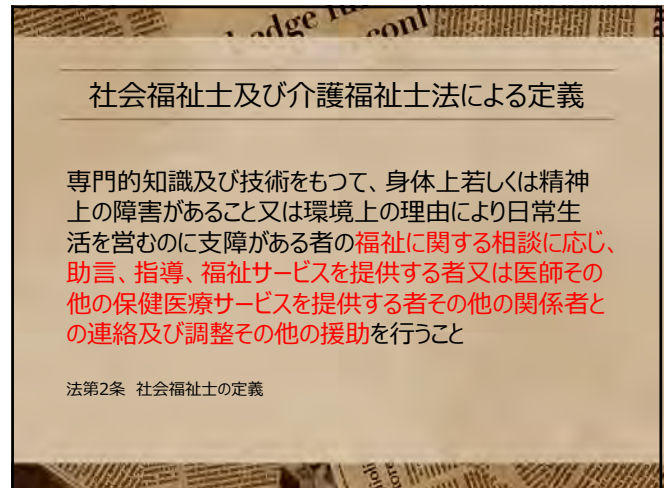 社会福祉士及び介護福祉士法による定義
専門的知識及び技術をもつて、身体上若しくは精神
上の障害があること又は環境上の理由により日常生
活を営むのに支障がある者の福祉に関する相談に応じ、
助言、指導、福祉サービスを提供する者又は医師その
他の保健医療サービスを提供する者その他の関係者と
の連絡及び調整その他の援助を行うこと
法第2条 社会福祉士の定義